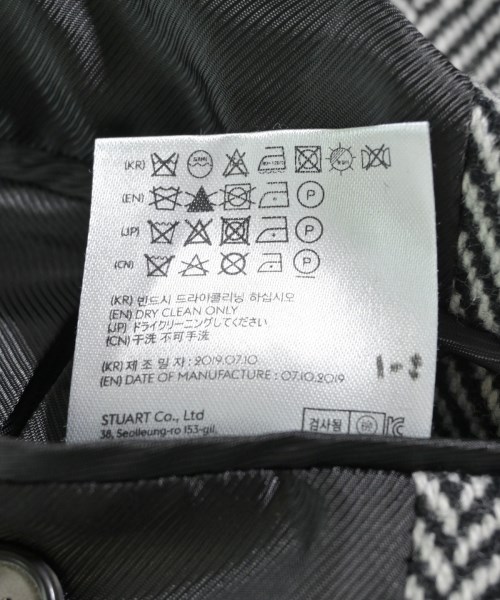 (KR)
(EN) P
(JP) P
(CN) P
(KR) 반드시 드라이클리닝 하십시오
(EN) DRY CLEAN ONLY
(JP) ドライクリーニングしてください
(CN) 干洗 不可手洗
(KR) 제 조 일 자 : 2019.07.10
(EN) DATE OF MANUFACTURE : 07.10.2019
STUART Co., Ltd
38, Seolleung-ro 153-gil,
검사필